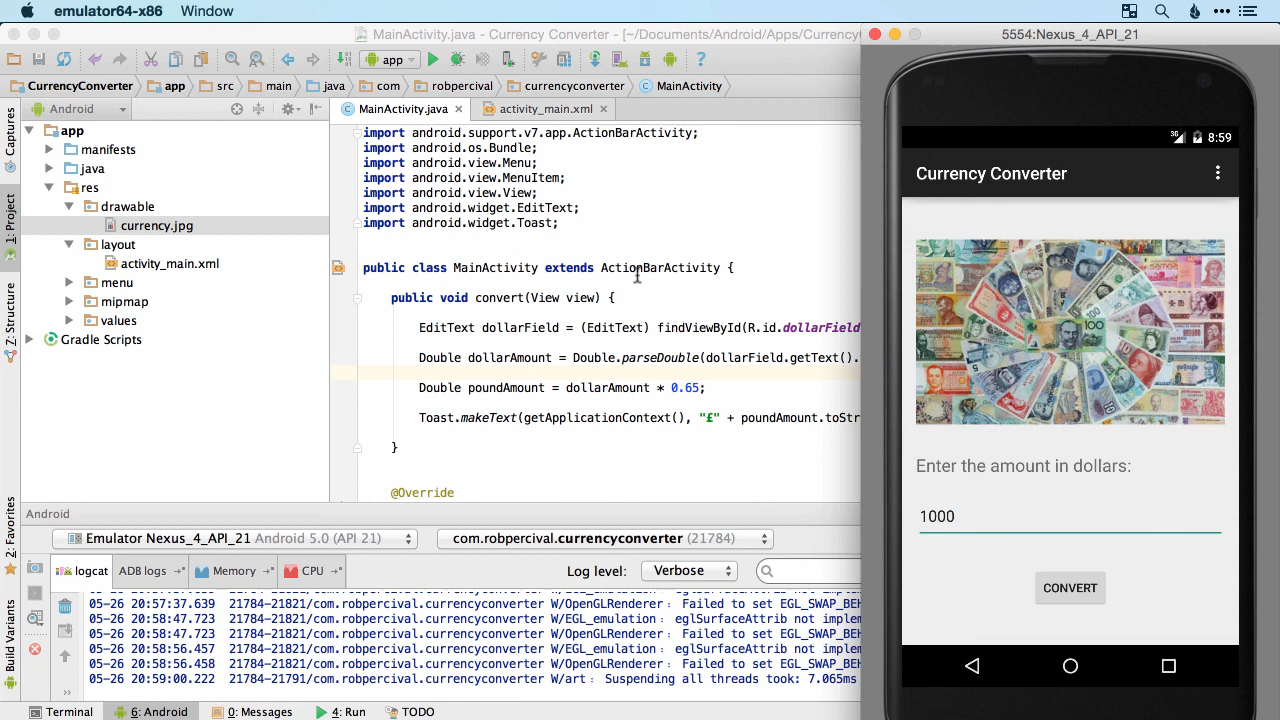 emulator64-x86 Window
MainActivity.java - Currency Converter - [~/Documents/Android/Apps/Currency
5554:Nexus_4_API_21
app
CurrencyConverter app src main java com robpercival currencyconverter MainActivity
Android
MainActivity.java activity_main.xml
Captures
1: Project
Z: Structure
2: Favorites
Build Variants
app
manifests
java
res
drawable
currency.jpg
layout
activity_main.xml
menu
mipmap
values
Gradle Scripts
import android.support.v7.app.ActionBarActivity;
import android.os.Bundle;
import android.view.Menu;
import android.view.MenuItem;
import android.view.View;
import android.widget.EditText;
import android.widget.Toast;
public class MainActivity extends ActionBarActivity {
public void convert(View view) {
EditText dollarField = (EditText) findViewById(R.id.dollarField
Double dollarAmount = Double.parseDouble(dollarField.getText().
Double poundAmount = dollarAmount * 0.65;
Toast.makeText(getApplicationContext(), "£" + poundAmount.toStr
}
@Override
Android
Emulator Nexus_4_API_21 Android 5.0 (API 21) com.robpercival.currencyconverter (21784)
logcat ADB logs Memory CPU Log level: Verbose
05-26 20:57:37.639 21784-21821/com.robpercival.currencyconverter W/OpenGLRenderer: Failed to set EGL_SWAP_BEH
05-26 20:58:47.723 21784-21821/com.robpercival.currencyconverter W/EGL_emulation: eglSurfaceAttrib not implem
05-26 20:58:47.723 21784-21821/com.robpercival.currencyconverter W/OpenGLRenderer: Failed to set EGL_SWAP_BEH
05-26 20:58:56.457 21784-21821/com.robpercival.currencyconverter W/EGL_emulation: eglSurfaceAttrib not implem
05-26 20:58:56.458 21784-21821/com.robpercival.currencyconverter W/OpenGLRenderer: Failed to set EGL_SWAP_BEH
05-26 20:59:00.222 21784-21791/com.robpercival.currencyconverter W/art: Suspending all threads took: 7.065ms
Terminal 6: Android 0: Messages 4: Run TODO
3G 8:59
Currency Converter
100
10
Enter the amount in dollars:
1000
CONVERT